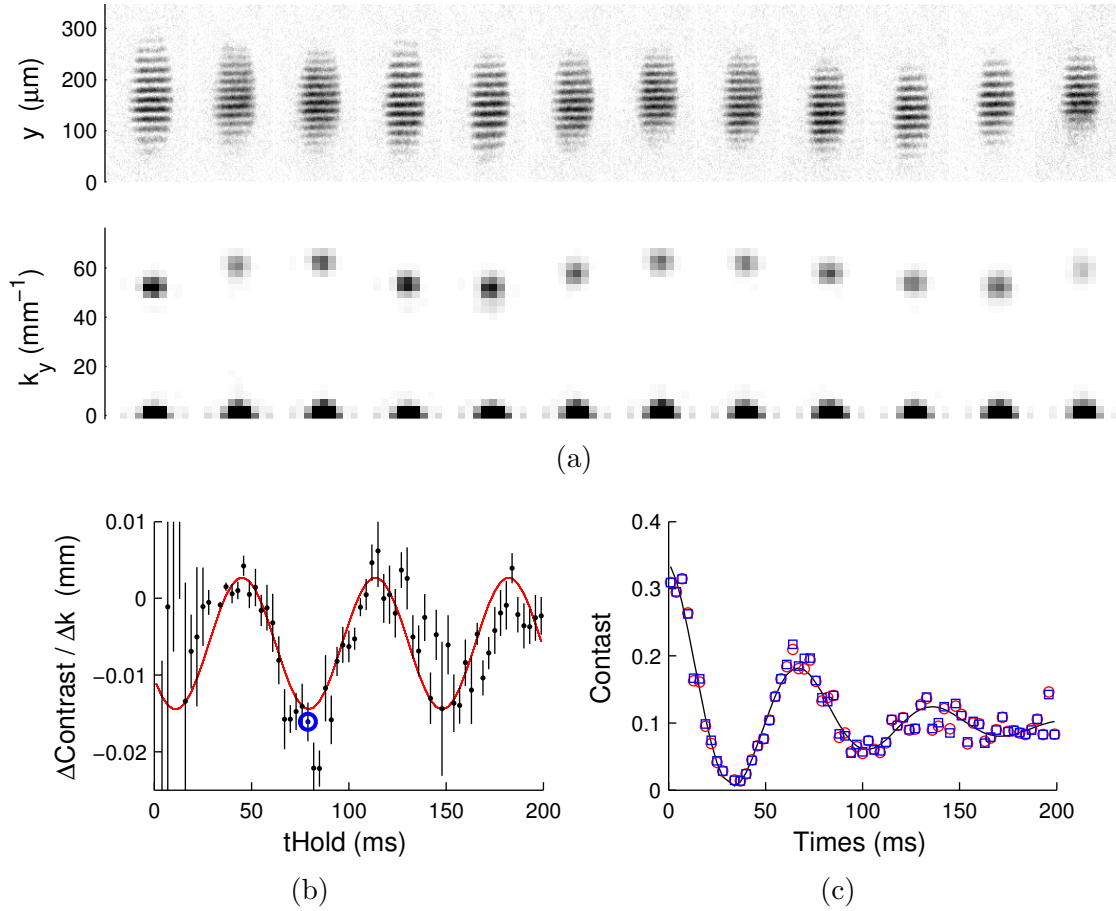 300
200
100
0
y (μm)
60
40
20
0
k_y (mm⁻¹)
(a)
0.01
0
−0.01
−0.02
ΔContrast / Δk (mm)
0 50 100 150 200
tHold (ms)
(b)
0.4
0.3
0.2
0.1
0
Contast
0 50 100 150 200
Times (ms)
(c)